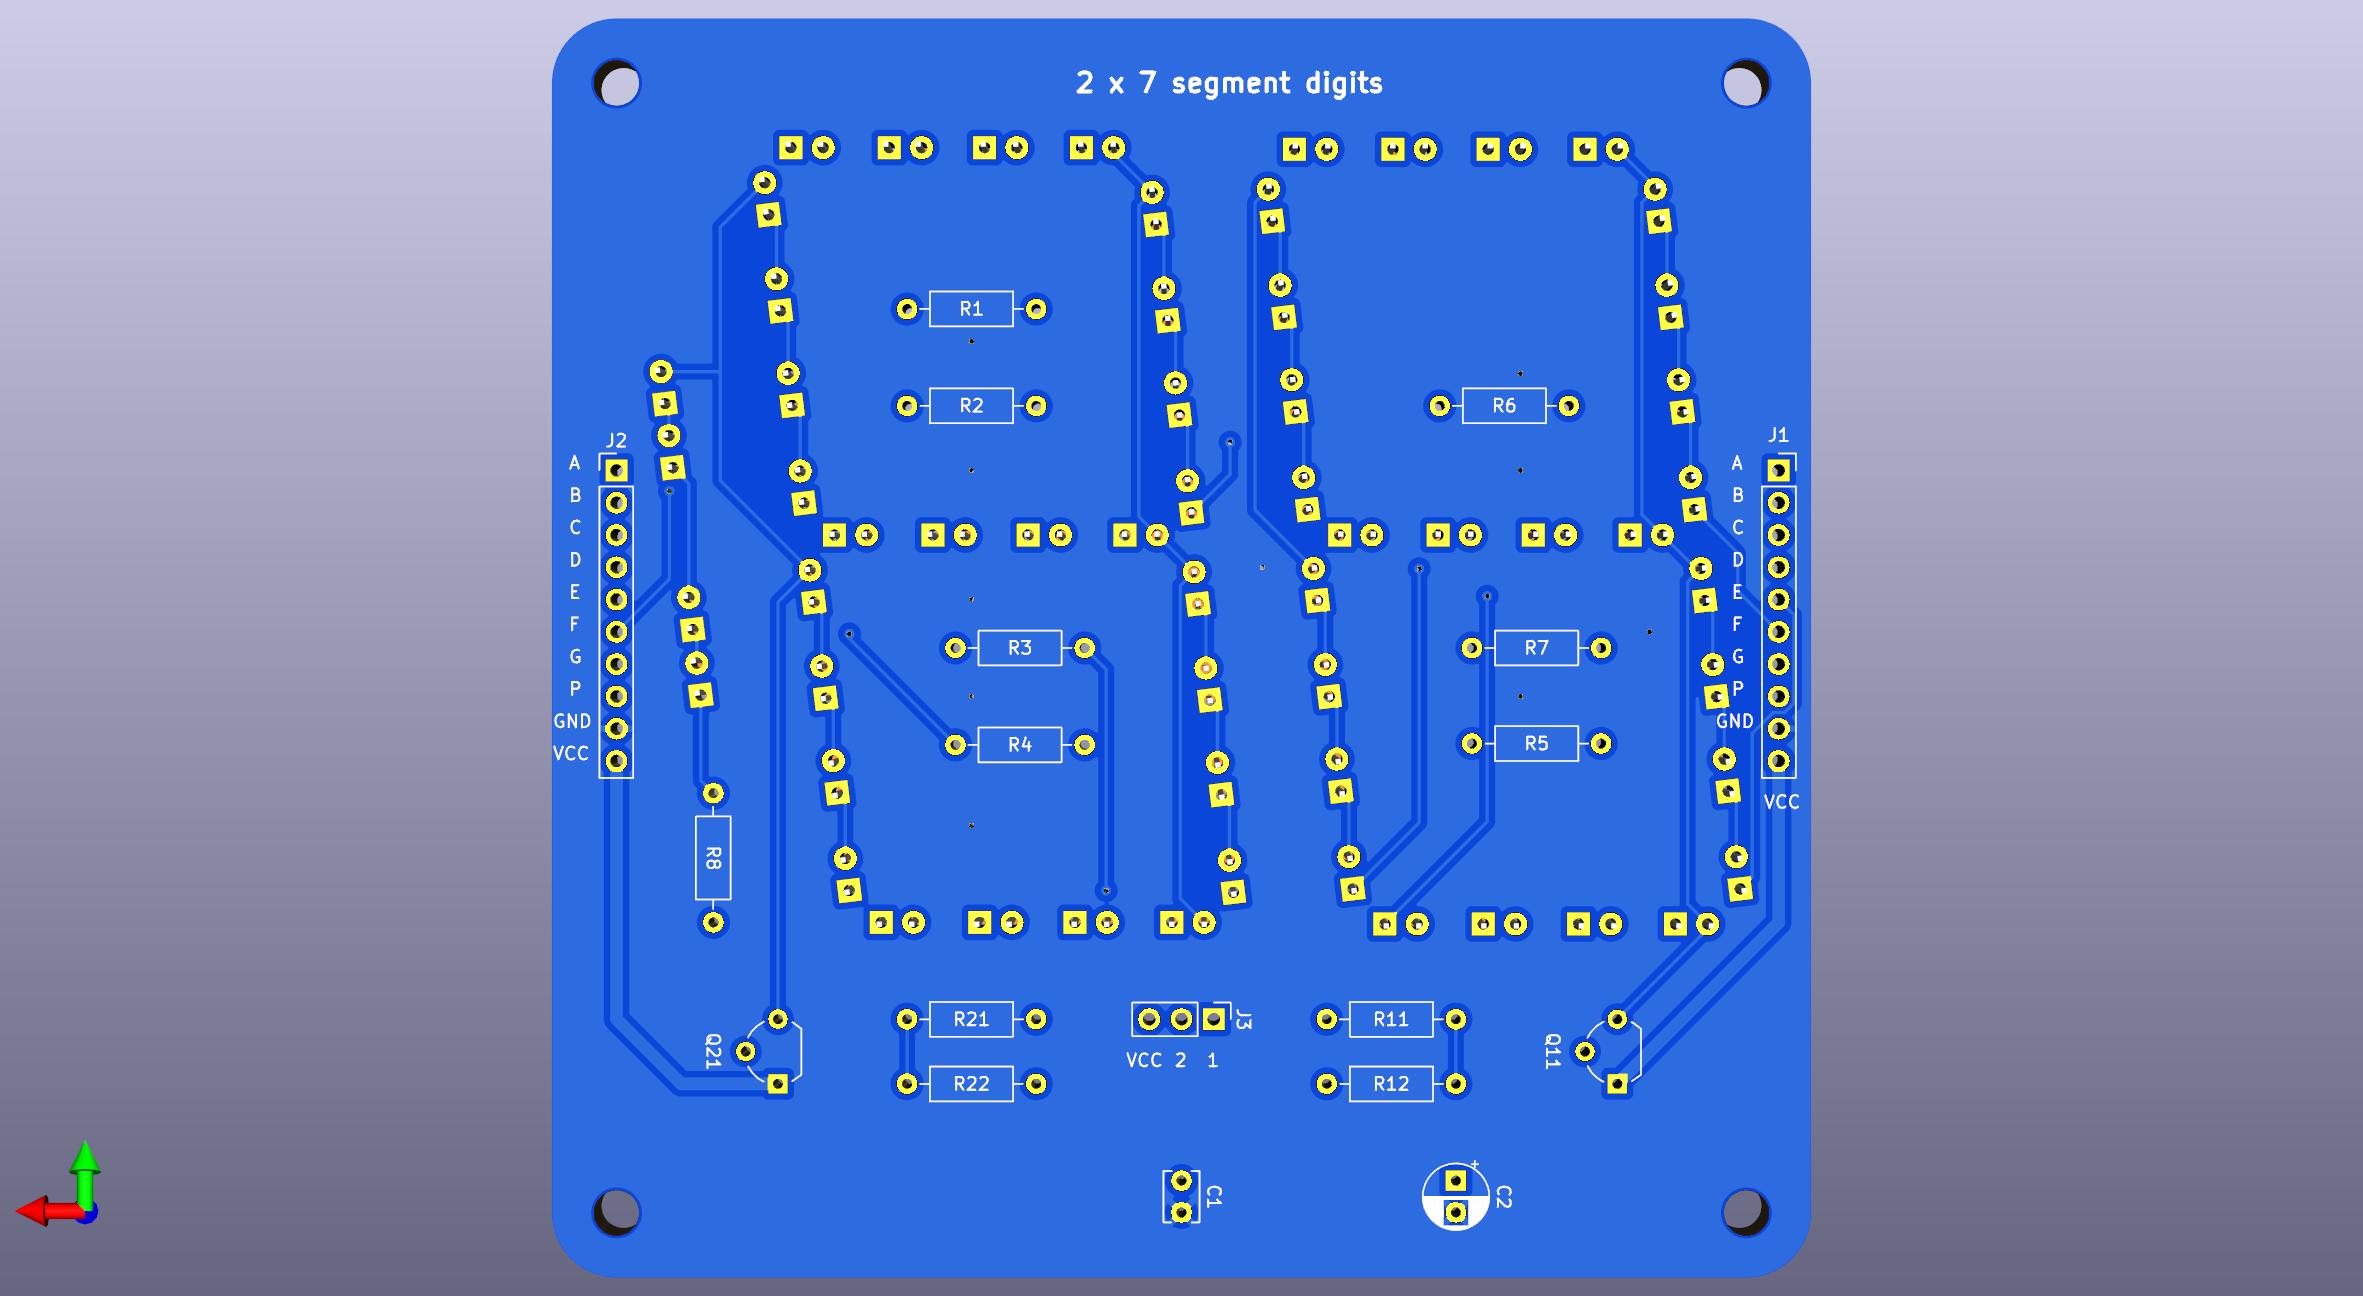 2 x 7 segment digits
R1
R2
R6
J2
J1
A
B
C
D
E
F
G
P
GND
VCC
A
B
C
D
E
F
G
P
GND
VCC
R3
R7
R4
R5
R8
R21
R22
J3
VCC 2 1
R11
R12
Q21
Q11
C1
+
C2